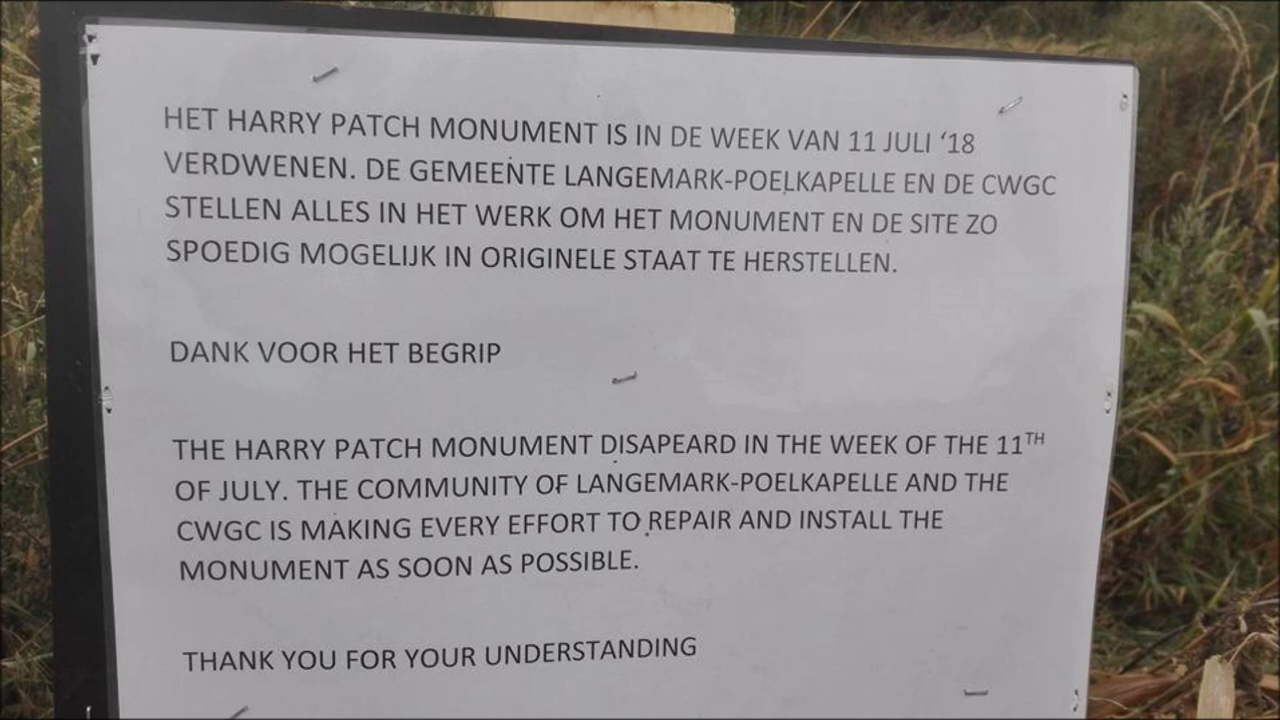 HET HARRY PATCH MONUMENT IS IN DE WEEK VAN 11 JULI ‘18
VERDWENEN. DE GEMEENTE LANGEMARK-POELKAPELLE EN DE CWGC
STELLEN ALLES IN HET WERK OM HET MONUMENT EN DE SITE ZO
SPOEDIG MOGELIJK IN ORIGINELE STAAT TE HERSTELLEN.
DANK VOOR HET BEGRIP
THE HARRY PATCH MONUMENT DISAPEARD IN THE WEEK OF THE 11TH
OF JULY. THE COMMUNITY OF LANGEMARK-POELKAPELLE AND THE
CWGC IS MAKING EVERY EFFORT TO REPAIR AND INSTALL THE
MONUMENT AS SOON AS POSSIBLE.
THANK YOU FOR YOUR UNDERSTANDING